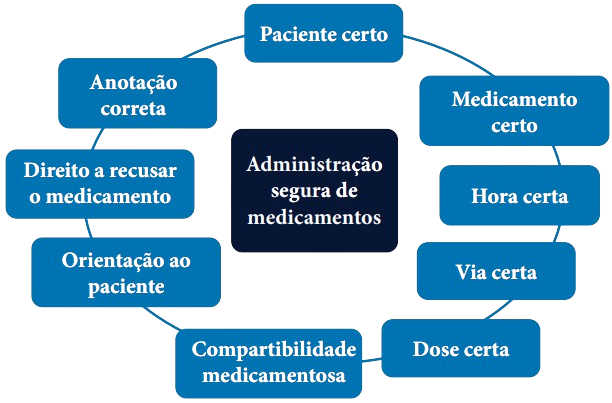 Paciente certo
Medicamento
certo
Hora certa
Via certa
Dose certa
Compartibilidade
medicamentosa
Orientação ao
paciente
Direito a recusar
o medicamento
Anotação
correta
Administração
segura de
medicamentos